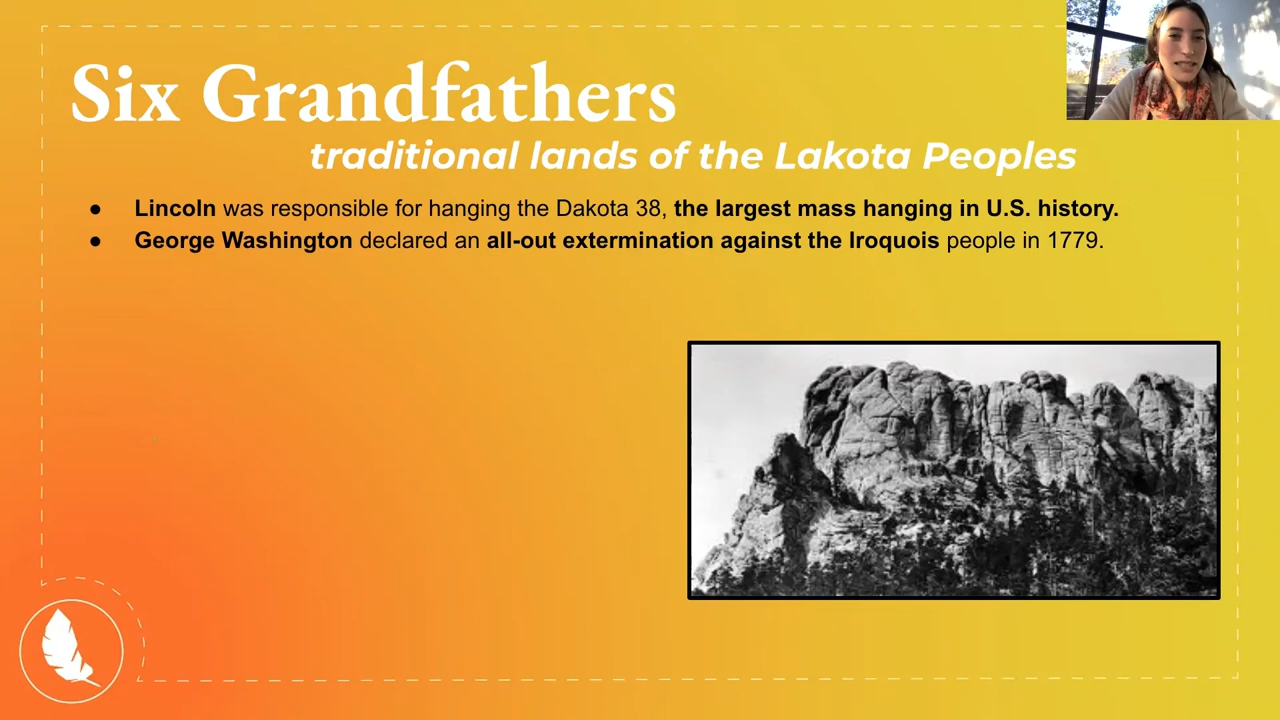 Six Grandfathers
traditional lands of the Lakota Peoples
● Lincoln was responsible for hanging the Dakota 38, the largest mass hanging in U.S. history.
● George Washington declared an all-out extermination against the Iroquois people in 1779.